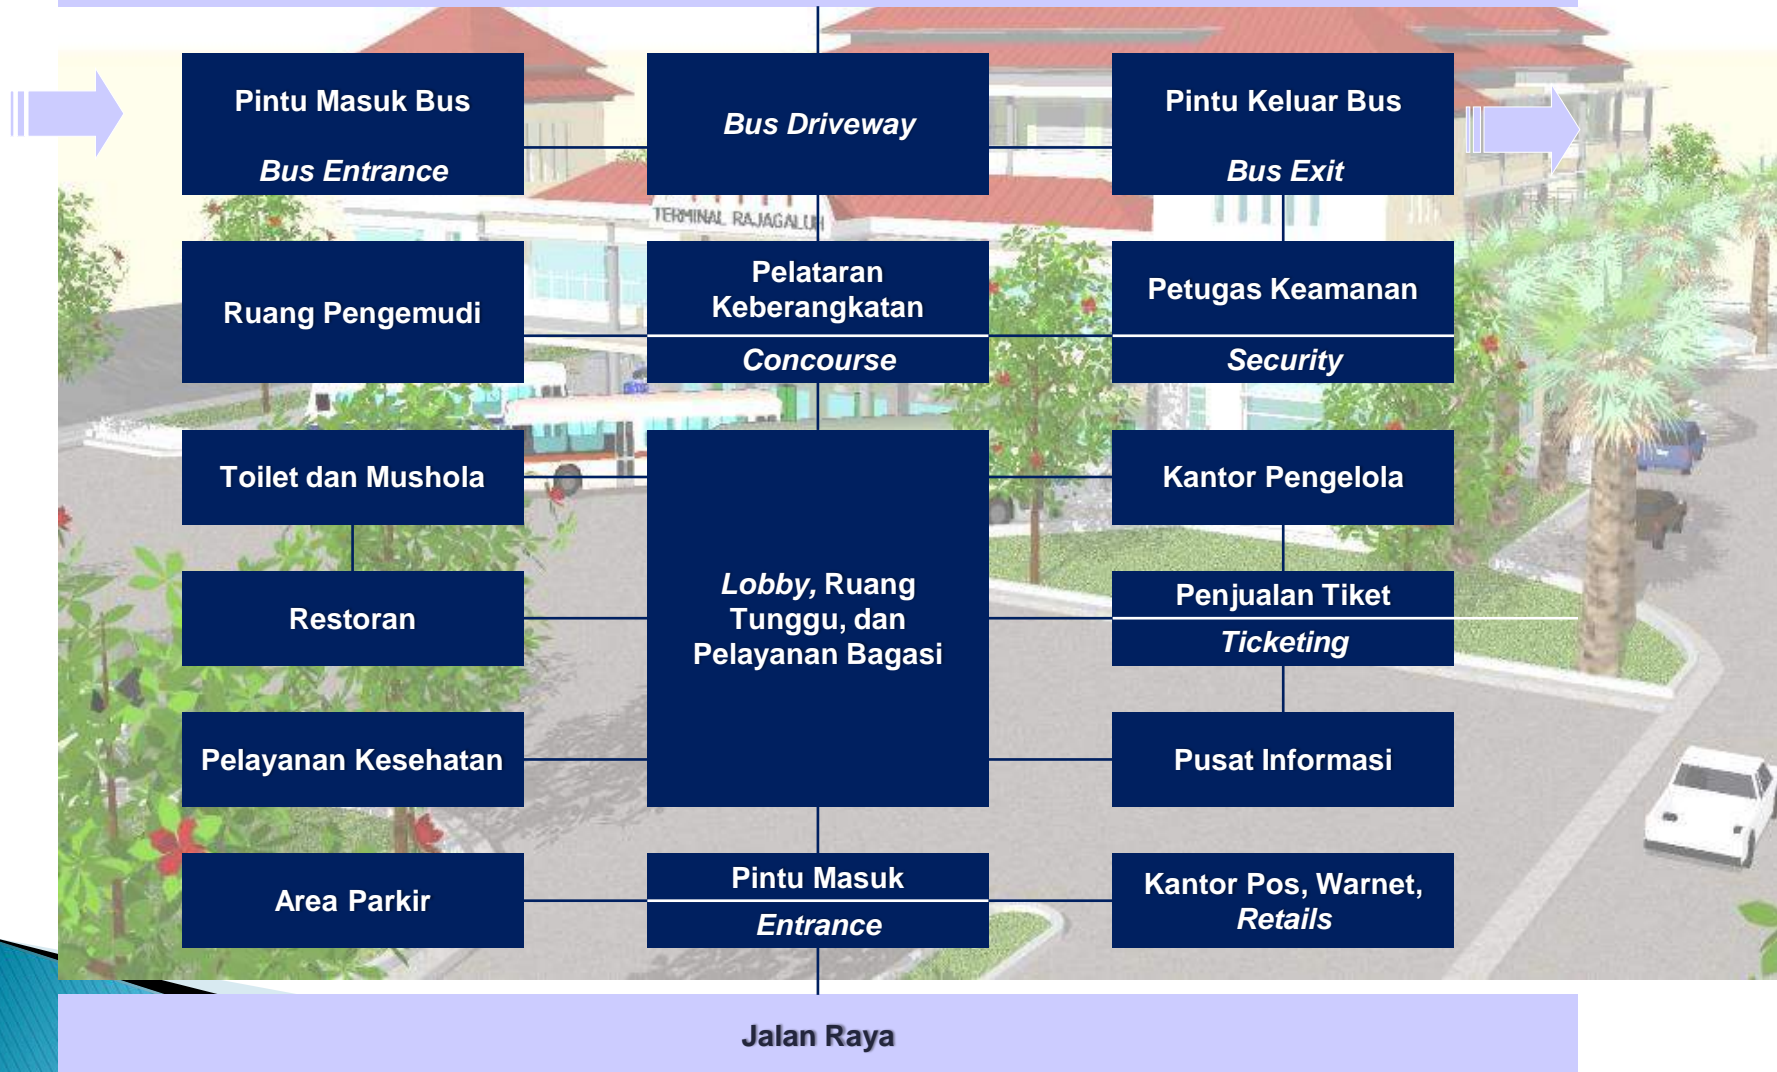 Pintu Masuk Bus
Bus Entrance
Bus Driveway
Pintu Keluar Bus
Bus Exit
TERMINAL RAJAGALUH
Ruang Pengemudi
Pelataran
Keberangkatan
Concourse
Petugas Keamanan
Security
Toilet dan Mushola
Kantor Pengelola
Lobby, Ruang
Tunggu, dan
Pelayanan Bagasi
Restoran
Penjualan Tiket
Ticketing
Pelayanan Kesehatan
Pusat Informasi
Area Parkir
Pintu Masuk
Entrance
Kantor Pos, Warnet,
Retails
Jalan Raya